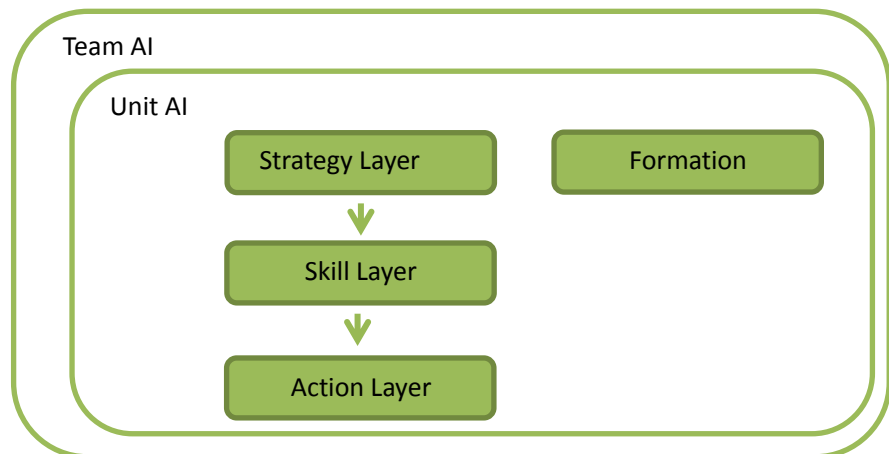 Team AI
Unit AI
Strategy Layer
Formation
Skill Layer
Action Layer